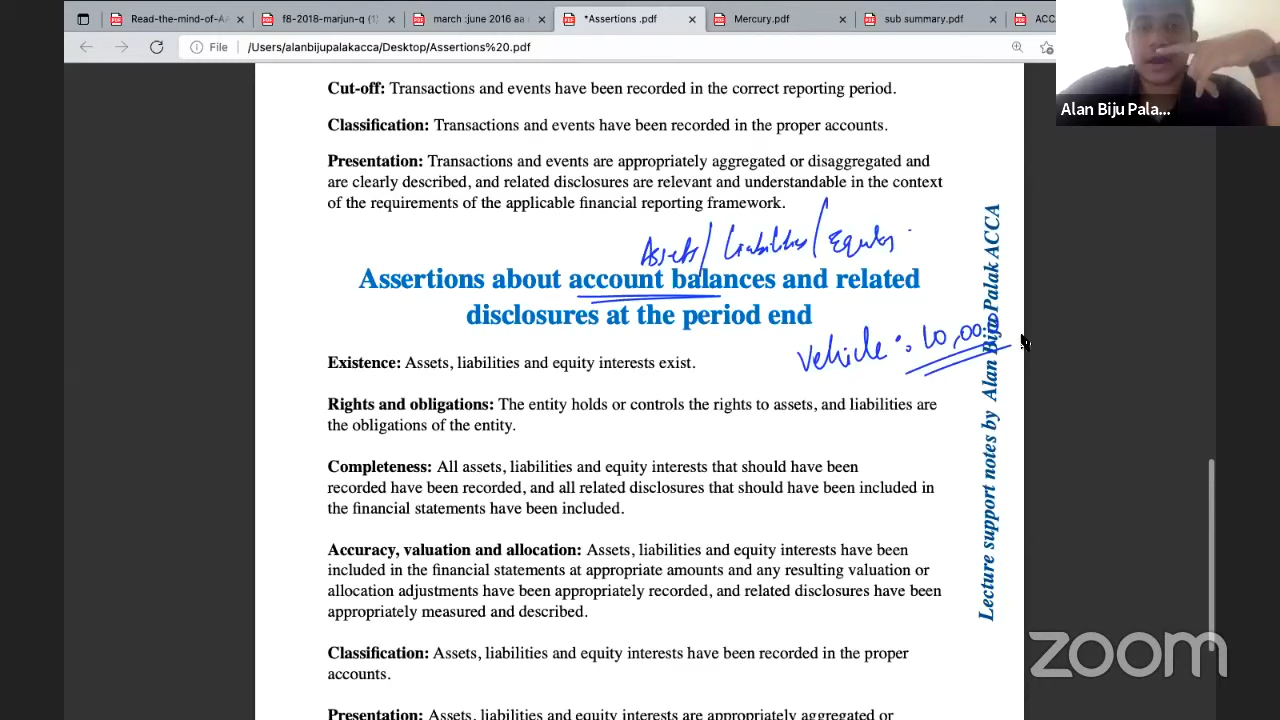 Read-the-mind-of-A
f8-2018-marjun-q (1)
march :june 2016 aa
*Assertions .pdf
Mercury.pdf
sub summary.pdf
ACC
File
/Users/alanbijupalakacca/Desktop/Assertions%20.pdf
Alan Biju Pala...
Cut-off: Transactions and events have been recorded in the correct reporting period.
Classification: Transactions and events have been recorded in the proper accounts.
Presentation: Transactions and events are appropriately aggregated or disaggregated and
are clearly described, and related disclosures are relevant and understandable in the context
of the requirements of the applicable financial reporting framework.
Assets/ Liabilities/ Equity
Assertions about account balances and related
disclosures at the period end
Vehicle : 10,000
Existence: Assets, liabilities and equity interests exist.
Rights and obligations: The entity holds or controls the rights to assets, and liabilities are
the obligations of the entity.
Completeness: All assets, liabilities and equity interests that should have been
recorded have been recorded, and all related disclosures that should have been included in
the financial statements have been included.
Accuracy, valuation and allocation: Assets, liabilities and equity interests have been
included in the financial statements at appropriate amounts and any resulting valuation or
allocation adjustments have been appropriately recorded, and related disclosures have been
appropriately measured and described.
Classification: Assets, liabilities and equity interests have been recorded in the proper
accounts.
Presentation: Assets, liabilities and equity interests are appropriately aggregated or
Lecture support notes by Alan Biju Palak ACCA
zoom